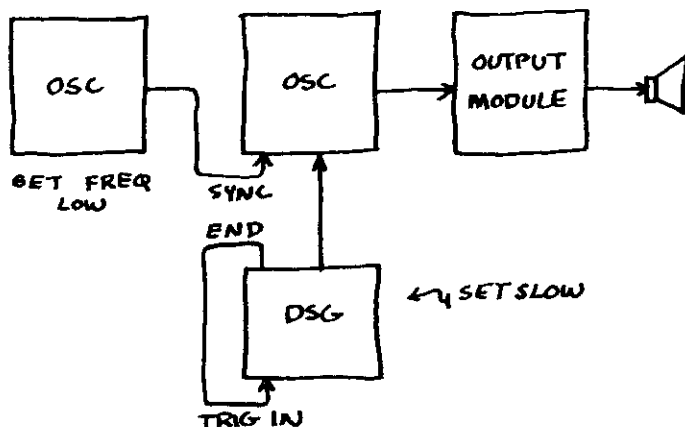 OSC
OSC
OUTPUT
MODULE
SET FREQ
LOW
SYNC
END
DSG
SET SLOW
TRIG IN